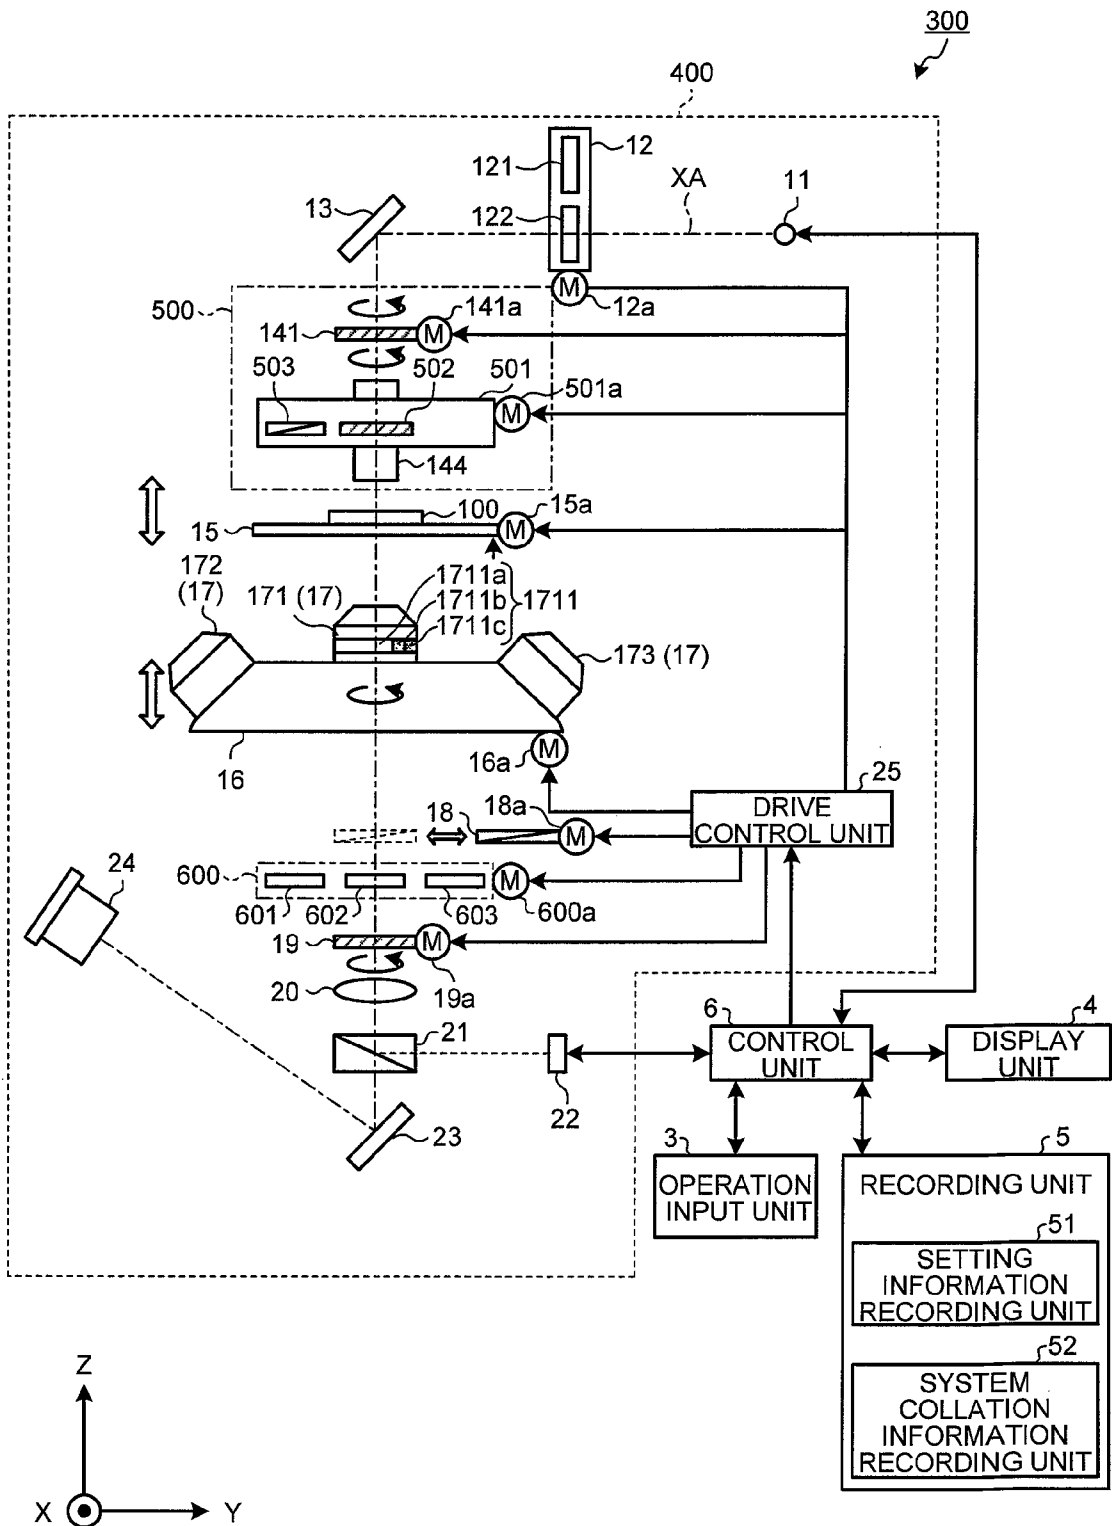 300
400
12
121
XA
11
13
122
M
12a
500
141a
141
M
503
502
501
501a
M
144
100
15a
15
M
172
(17)
171 (17)
1711a
1711b
1711c
1711
173 (17)
16
M
16a
25
DRIVE
CONTROL UNIT
18
18a
M
24
600
M
601
602
603
600a
19
M
19a
20
21
22
23
6
CONTROL
UNIT
4
DISPLAY
UNIT
3
OPERATION
INPUT UNIT
5
RECORDING UNIT
51
SETTING
INFORMATION
RECORDING UNIT
52
SYSTEM
COLLATION
INFORMATION
RECORDING UNIT
Z
X
Y